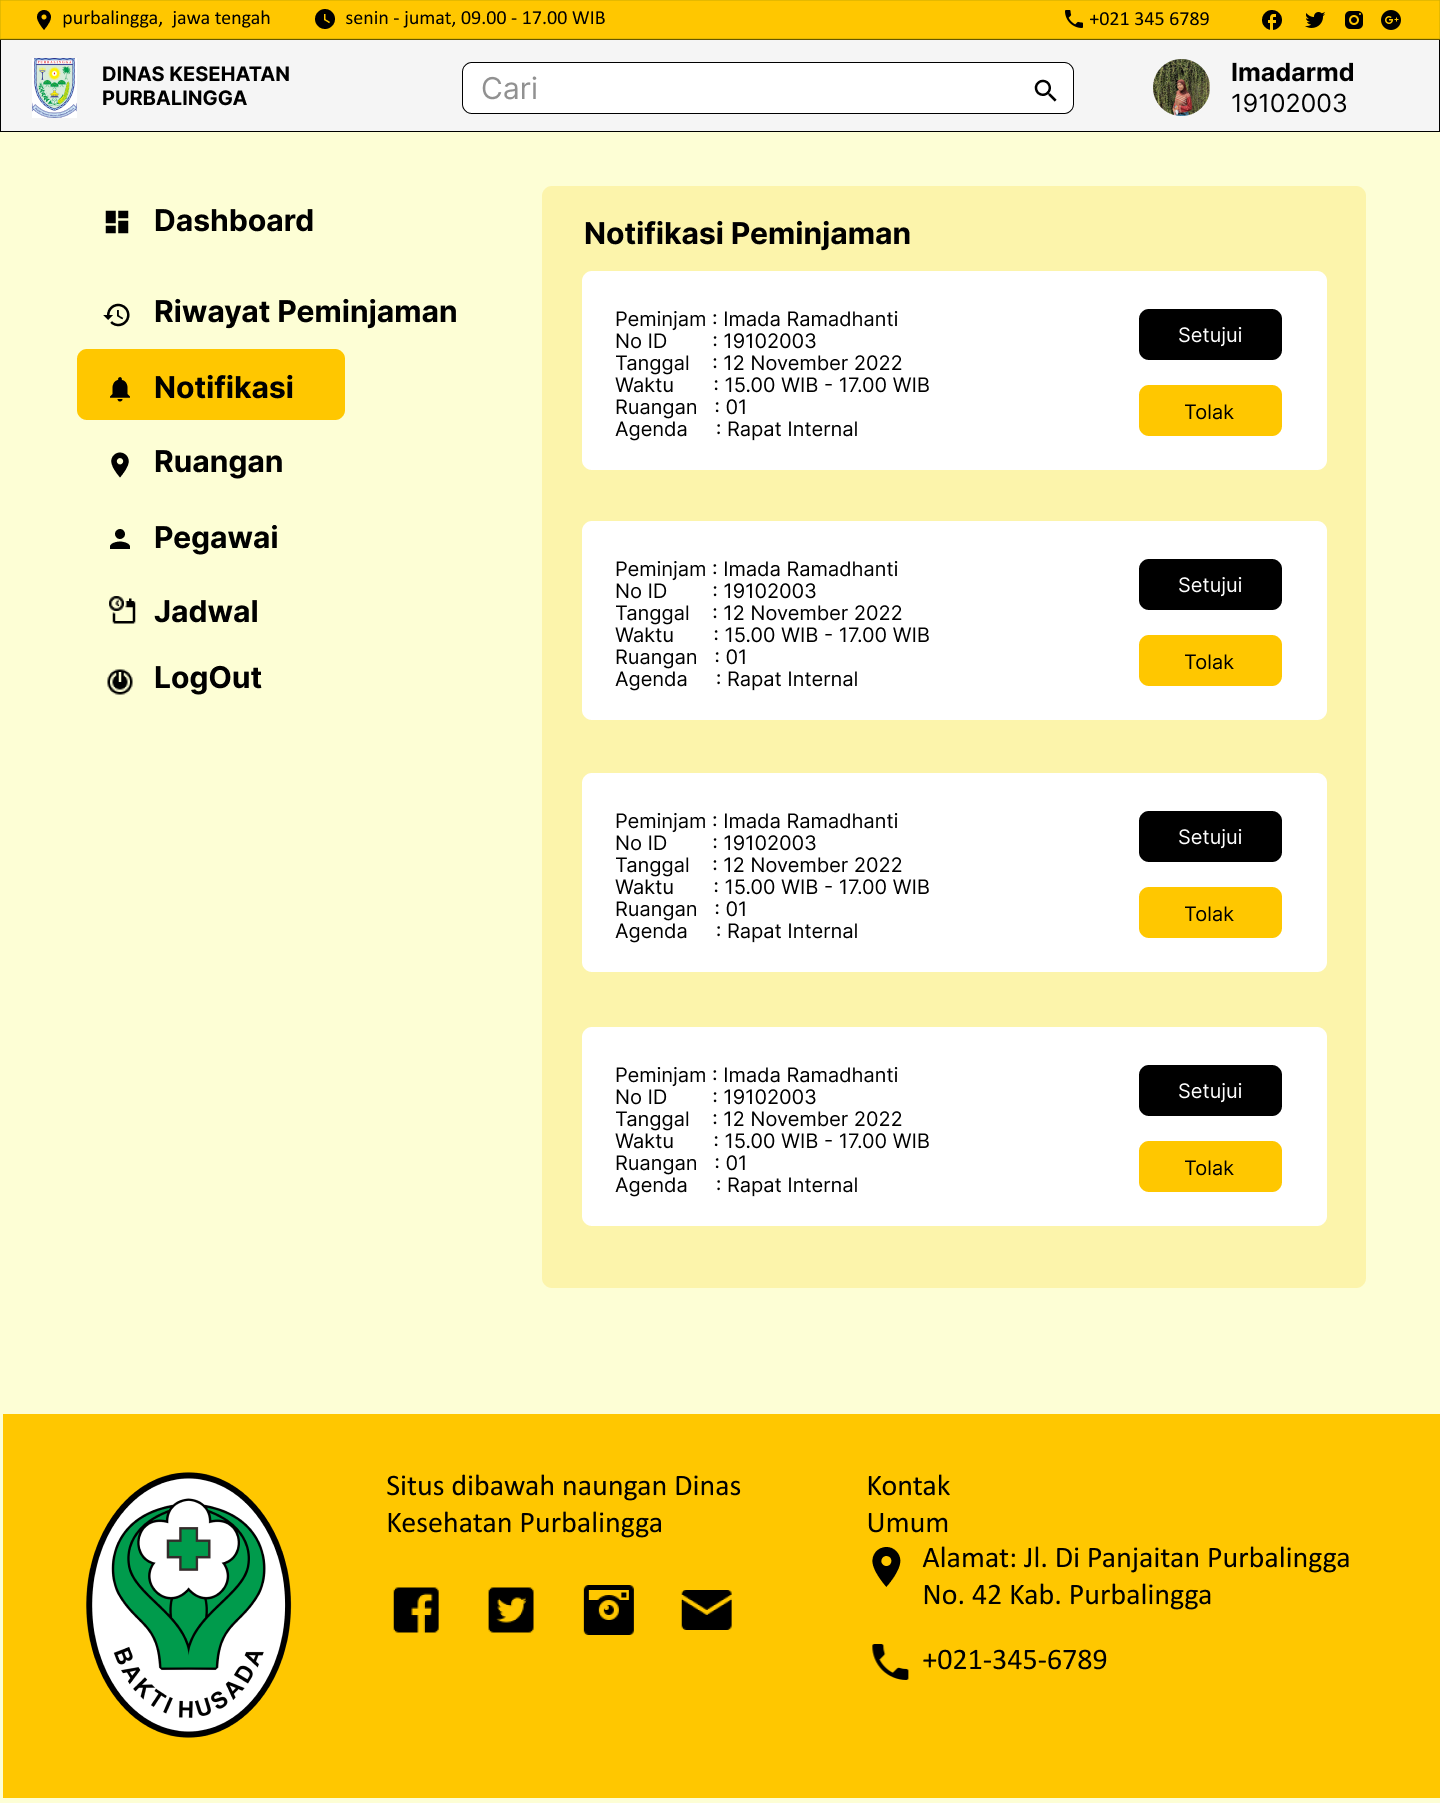 purbalingga, jawa tengah
senin - jumat, 09.00 - 17.00 WIB
+021 345 6789
DINAS KESEHATAN
PURBALINGGA
Cari
Imadarmd
19102003
Dashboard
Riwayat Peminjaman
Notifikasi
Ruangan
Pegawai
Jadwal
LogOut
Notifikasi Peminjaman
Peminjam : Imada Ramadhanti
No ID : 19102003
Tanggal : 12 November 2022
Waktu : 15.00 WIB - 17.00 WIB
Ruangan : 01
Agenda : Rapat Internal
Setujui
Tolak
Peminjam : Imada Ramadhanti
No ID : 19102003
Tanggal : 12 November 2022
Waktu : 15.00 WIB - 17.00 WIB
Ruangan : 01
Agenda : Rapat Internal
Setujui
Tolak
Peminjam : Imada Ramadhanti
No ID : 19102003
Tanggal : 12 November 2022
Waktu : 15.00 WIB - 17.00 WIB
Ruangan : 01
Agenda : Rapat Internal
Setujui
Tolak
Peminjam : Imada Ramadhanti
No ID : 19102003
Tanggal : 12 November 2022
Waktu : 15.00 WIB - 17.00 WIB
Ruangan : 01
Agenda : Rapat Internal
Setujui
Tolak
BAKTI HUSADA
Situs dibawah naungan Dinas
Kesehatan Purbalingga
Kontak
Umum
Alamat: Jl. Di Panjaitan Purbalingga
No. 42 Kab. Purbalingga
+021-345-6789